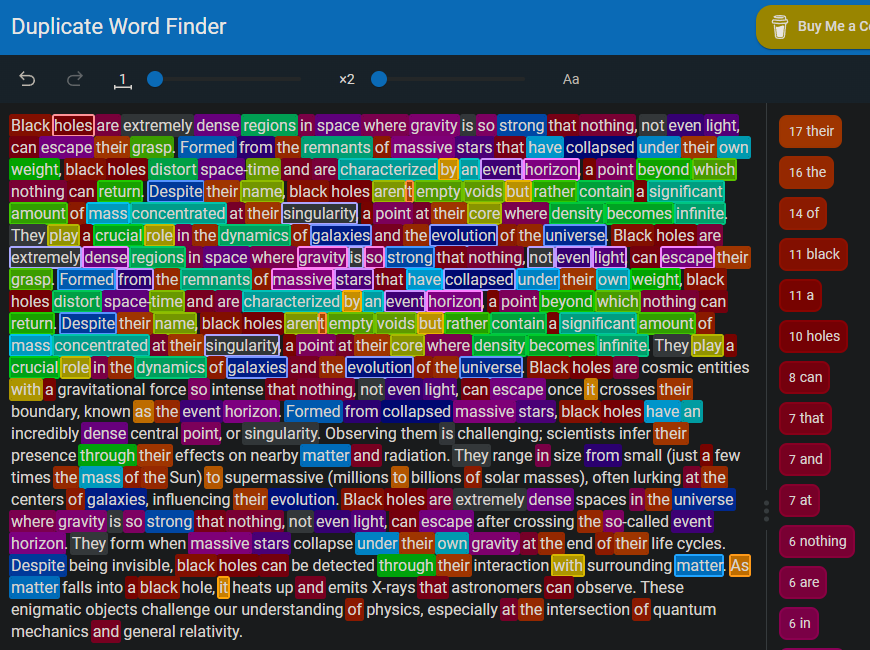 Duplicate Word Finder
Buy Me a Co
1
x2
Aa
Black holes are extremely dense regions in space where gravity is so strong that nothing, not even light,
can escape their grasp. Formed from the remnants of massive stars that have collapsed under their own
weight, black holes distort space-time and are characterized by an event horizon, a point beyond which
nothing can return. Despite their name, black holes aren't empty voids but rather contain a significant
amount of mass concentrated at their singularity, a point at their core where density becomes infinite.
They play a crucial role in the dynamics of galaxies and the evolution of the universe. Black holes are
extremely dense regions in space where gravity is so strong that nothing, not even light, can escape their
grasp. Formed from the remnants of massive stars that have collapsed under their own weight, black
holes distort space-time and are characterized by an event horizon, a point beyond which nothing can
return. Despite their name, black holes aren't empty voids but rather contain a significant amount of
mass concentrated at their singularity, a point at their core where density becomes infinite. They play a
crucial role in the dynamics of galaxies and the evolution of the universe. Black holes are cosmic entities
with a gravitational force so intense that nothing, not even light, can escape once it crosses their
boundary, known as the event horizon. Formed from collapsed massive stars, black holes have an
incredibly dense central point, or singularity. Observing them is challenging; scientists infer their
presence through their effects on nearby matter and radiation. They range in size from small (just a few
times the mass of the Sun) to supermassive (millions to billions of solar masses), often lurking at the
centers of galaxies, influencing their evolution. Black holes are extremely dense spaces in the universe
where gravity is so strong that nothing, not even light, can escape after crossing the so-called event
horizon. They form when massive stars collapse under their own gravity at the end of their life cycles.
Despite being invisible, black holes can be detected through their interaction with surrounding matter. As
matter falls into a black hole, it heats up and emits X-rays that astronomers can observe. These
enigmatic objects challenge our understanding of physics, especially at the intersection of quantum
mechanics and general relativity.
17 their
16 the
14 of
11 black
11 a
10 holes
8 can
7 that
7 and
7 at
6 nothing
6 are
6 in